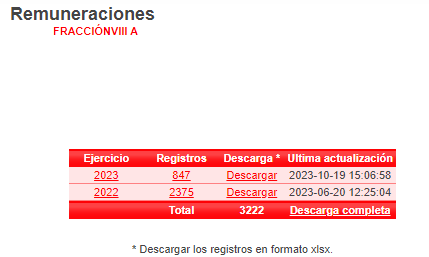 Remuneraciones
FRACCIÓNVIII A
Ejercicio Registros Descarga * Ultima actualización
2023 847 Descargar 2023-10-19 15:06:58
2022 2375 Descargar 2023-06-20 12:25:04
Total 3222 Descarga completa
* Descargar los registros en formato xlsx.